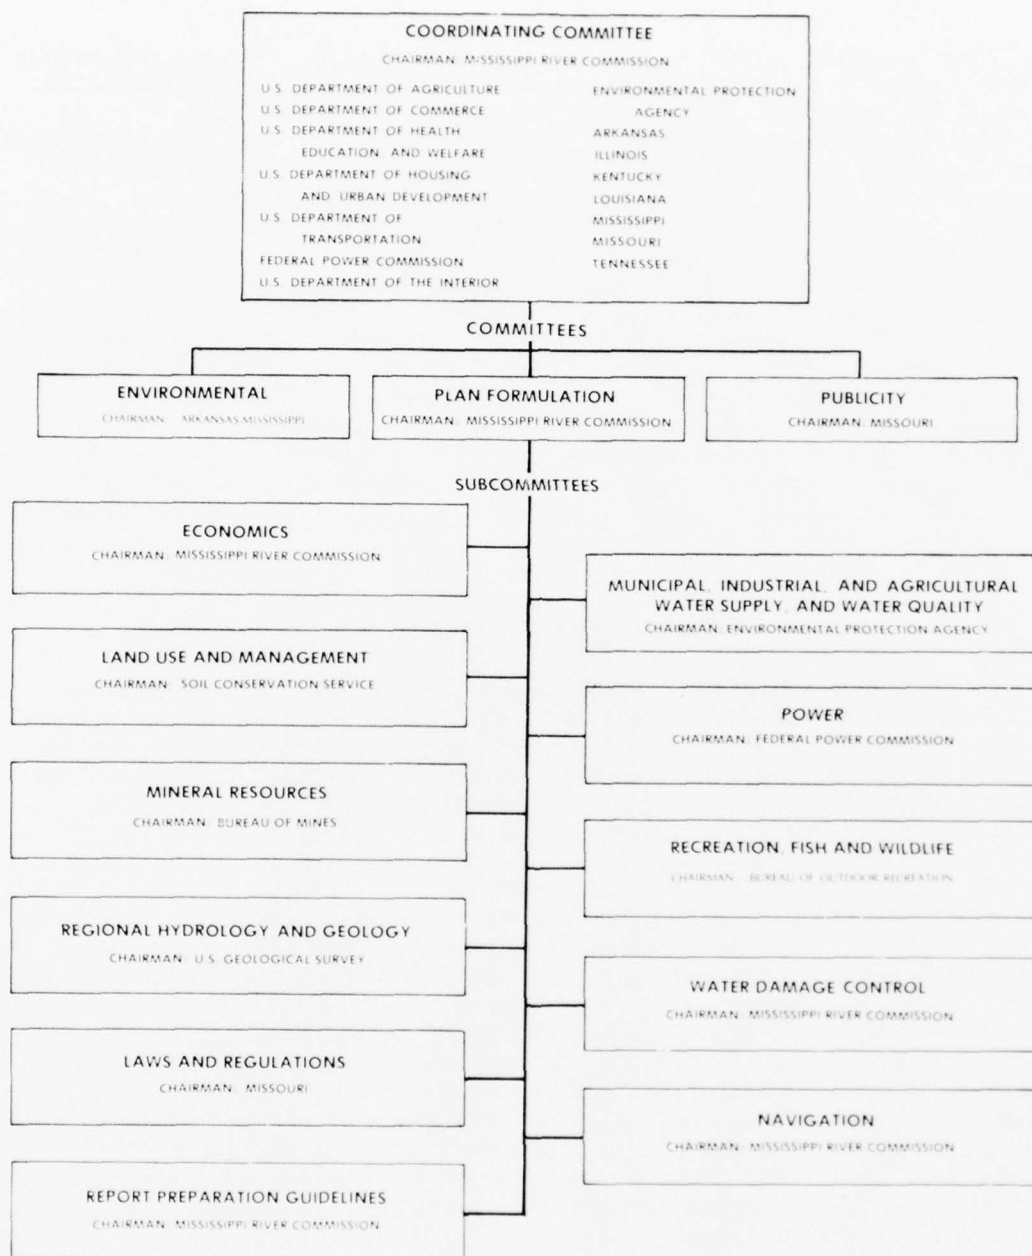 COORDINATING COMMITTEE
CHAIRMAN: MISSISSIPPI RIVER COMMISSION
U.S. DEPARTMENT OF AGRICULTURE
U.S. DEPARTMENT OF COMMERCE
U.S. DEPARTMENT OF HEALTH
EDUCATION, AND WELFARE
U.S. DEPARTMENT OF HOUSING
AND URBAN DEVELOPMENT
U.S. DEPARTMENT OF
TRANSPORTATION
FEDERAL POWER COMMISSION
U.S. DEPARTMENT OF THE INTERIOR
ENVIRONMENTAL PROTECTION
AGENCY
ARKANSAS
ILLINOIS
KENTUCKY
LOUISIANA
MISSISSIPPI
MISSOURI
TENNESSEE
COMMITTEES
ENVIRONMENTAL
CHAIRMAN: ARKANSAS-MISSISSIPPI
PLAN FORMULATION
CHAIRMAN: MISSISSIPPI RIVER COMMISSION
PUBLICITY
CHAIRMAN: MISSOURI
SUBCOMMITTEES
ECONOMICS
CHAIRMAN: MISSISSIPPI RIVER COMMISSION
LAND USE AND MANAGEMENT
CHAIRMAN: SOIL CONSERVATION SERVICE
MINERAL RESOURCES
CHAIRMAN: BUREAU OF MINES
REGIONAL HYDROLOGY AND GEOLOGY
CHAIRMAN: U.S. GEOLOGICAL SURVEY
LAWS AND REGULATIONS
CHAIRMAN: MISSOURI
REPORT PREPARATION GUIDELINES
CHAIRMAN: MISSISSIPPI RIVER COMMISSION
MUNICIPAL, INDUSTRIAL, AND AGRICULTURAL
WATER SUPPLY, AND WATER QUALITY
CHAIRMAN: ENVIRONMENTAL PROTECTION AGENCY
POWER
CHAIRMAN: FEDERAL POWER COMMISSION
RECREATION, FISH AND WILDLIFE
CHAIRMAN: BUREAU OF OUTDOOR RECREATION
WATER DAMAGE CONTROL
CHAIRMAN: MISSISSIPPI RIVER COMMISSION
NAVIGATION
CHAIRMAN: MISSISSIPPI RIVER COMMISSION